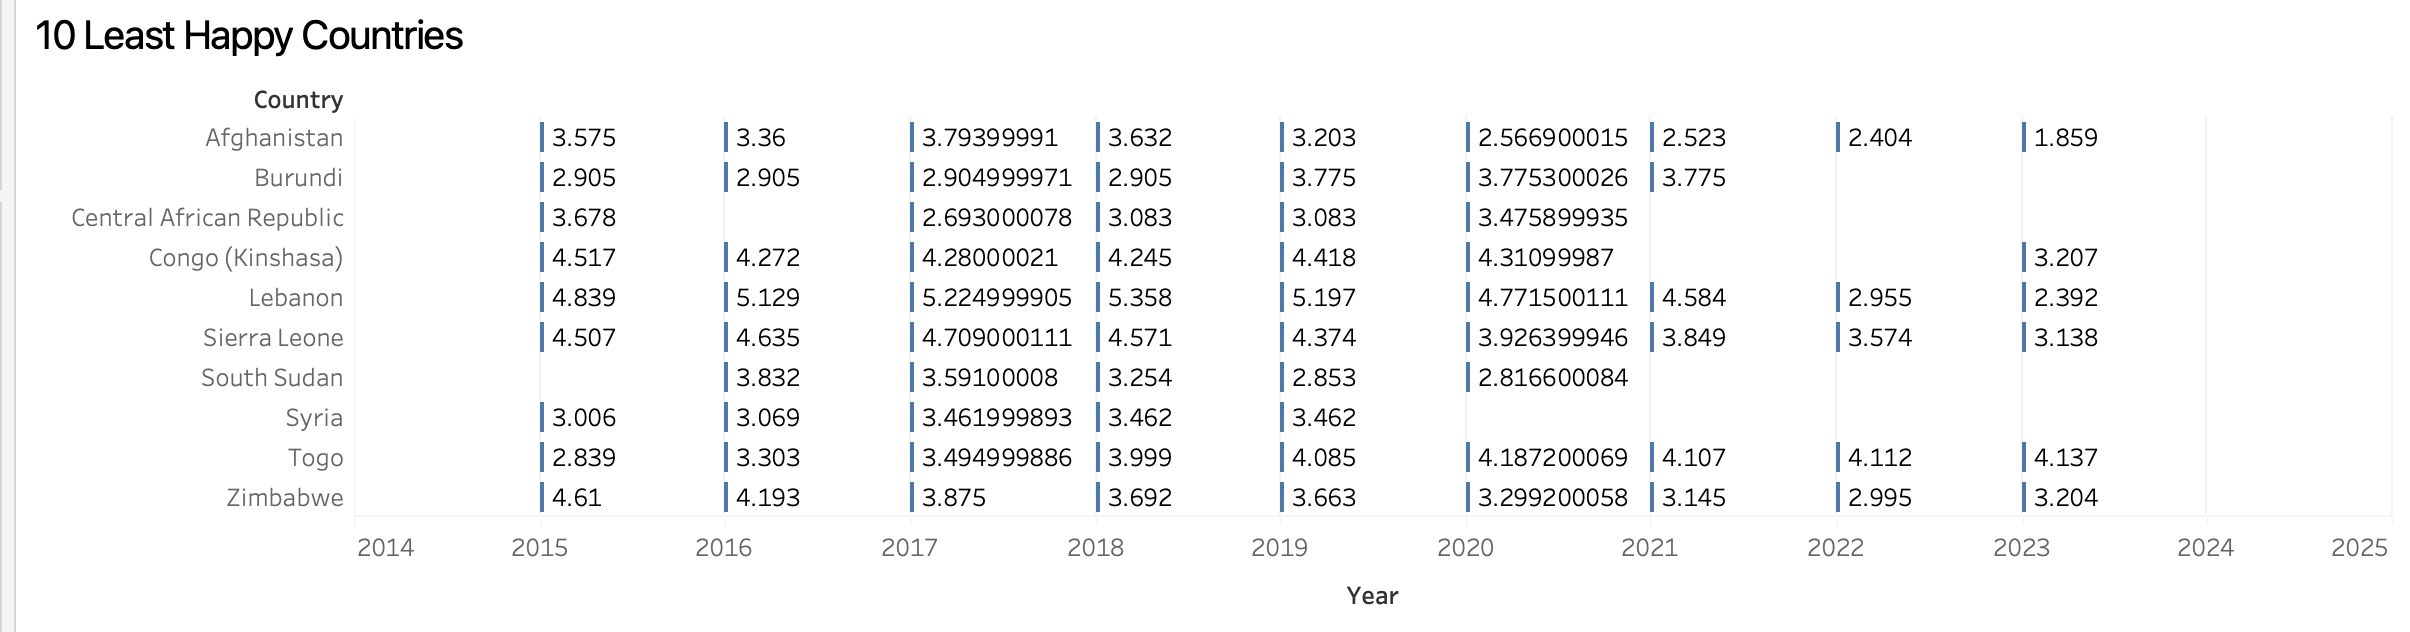 10 Least Happy Countries
Country
Afghanistan 3.575 3.36 3.79399991 3.632 3.203 2.566900015 2.523 2.404 1.859
Burundi 2.905 2.905 2.904999971 2.905 3.775 3.775300026 3.775
Central African Republic 3.678 2.693000078 3.083 3.083 3.475899935
Congo (Kinshasa) 4.517 4.272 4.28000021 4.245 4.418 4.31099987 3.207
Lebanon 4.839 5.129 5.224999905 5.358 5.197 4.771500111 4.584 2.955 2.392
Sierra Leone 4.507 4.635 4.709000111 4.571 4.374 3.926399946 3.849 3.574 3.138
South Sudan 3.832 3.59100008 3.254 2.853 2.816600084
Syria 3.006 3.069 3.461999893 3.462 3.462
Togo 2.839 3.303 3.494999886 3.999 4.085 4.187200069 4.107 4.112 4.137
Zimbabwe 4.61 4.193 3.875 3.692 3.663 3.299200058 3.145 2.995 3.204
2014 2015 2016 2017 2018 2019 2020 2021 2022 2023 2024 2025
Year